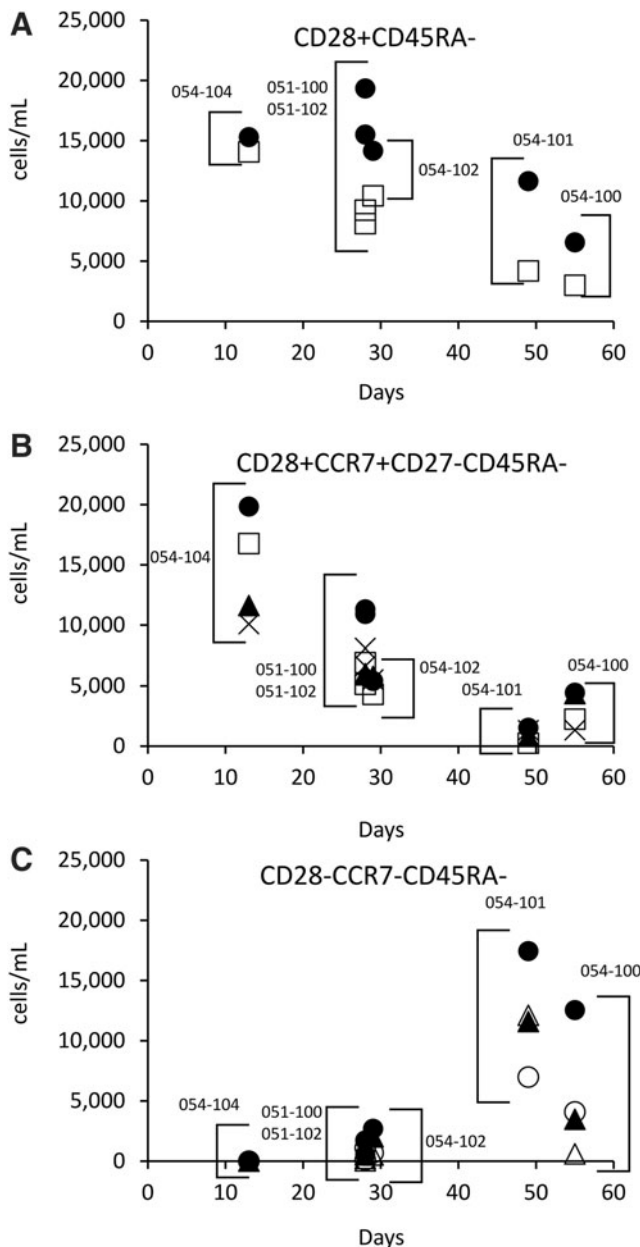 A
CD28+CD45RA-
cells/mL
25,000
20,000
15,000
10,000
5,000
0
054-104
051-100
051-102
054-102
054-101
054-100
0 10 20 30 40 50 60
Days
B
CD28+CCR7+CD27-CD45RA-
cells/mL
25,000
20,000
15,000
10,000
5,000
0
054-104
051-100
051-102
054-102
054-101
054-100
0 10 20 30 40 50 60
Days
C
CD28-CCR7-CD45RA-
cells/mL
25,000
20,000
15,000
10,000
5,000
0
054-104
051-100
051-102
054-102
054-101
054-100
0 10 20 30 40 50 60
Days